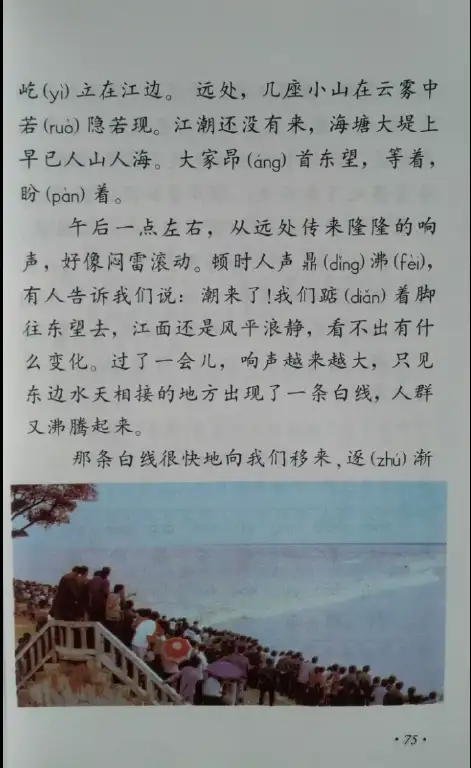 屹(yì)立在江边。 远处，几座小山在云雾中
若(ruò)隐若现。江潮还没有来，海塘大堤上
早已人山人海。大家昂(áng)首东望，等着，
盼(pàn)着。
午后一点左右，从远处传来隆隆的响
声，好像闷雷滚动。顿时人声鼎(dǐng)沸(fèi)，
有人告诉我们说：潮来了！我们踮(diǎn)着脚
往东望去，江面还是风平浪静，看不出有什
么变化。过了一会儿，响声越来越大，只见
东边水天相接的地方出现了一条白线，人群
又沸腾起来。
那条白线很快地向我们移来，逐(zhú)渐
·75·